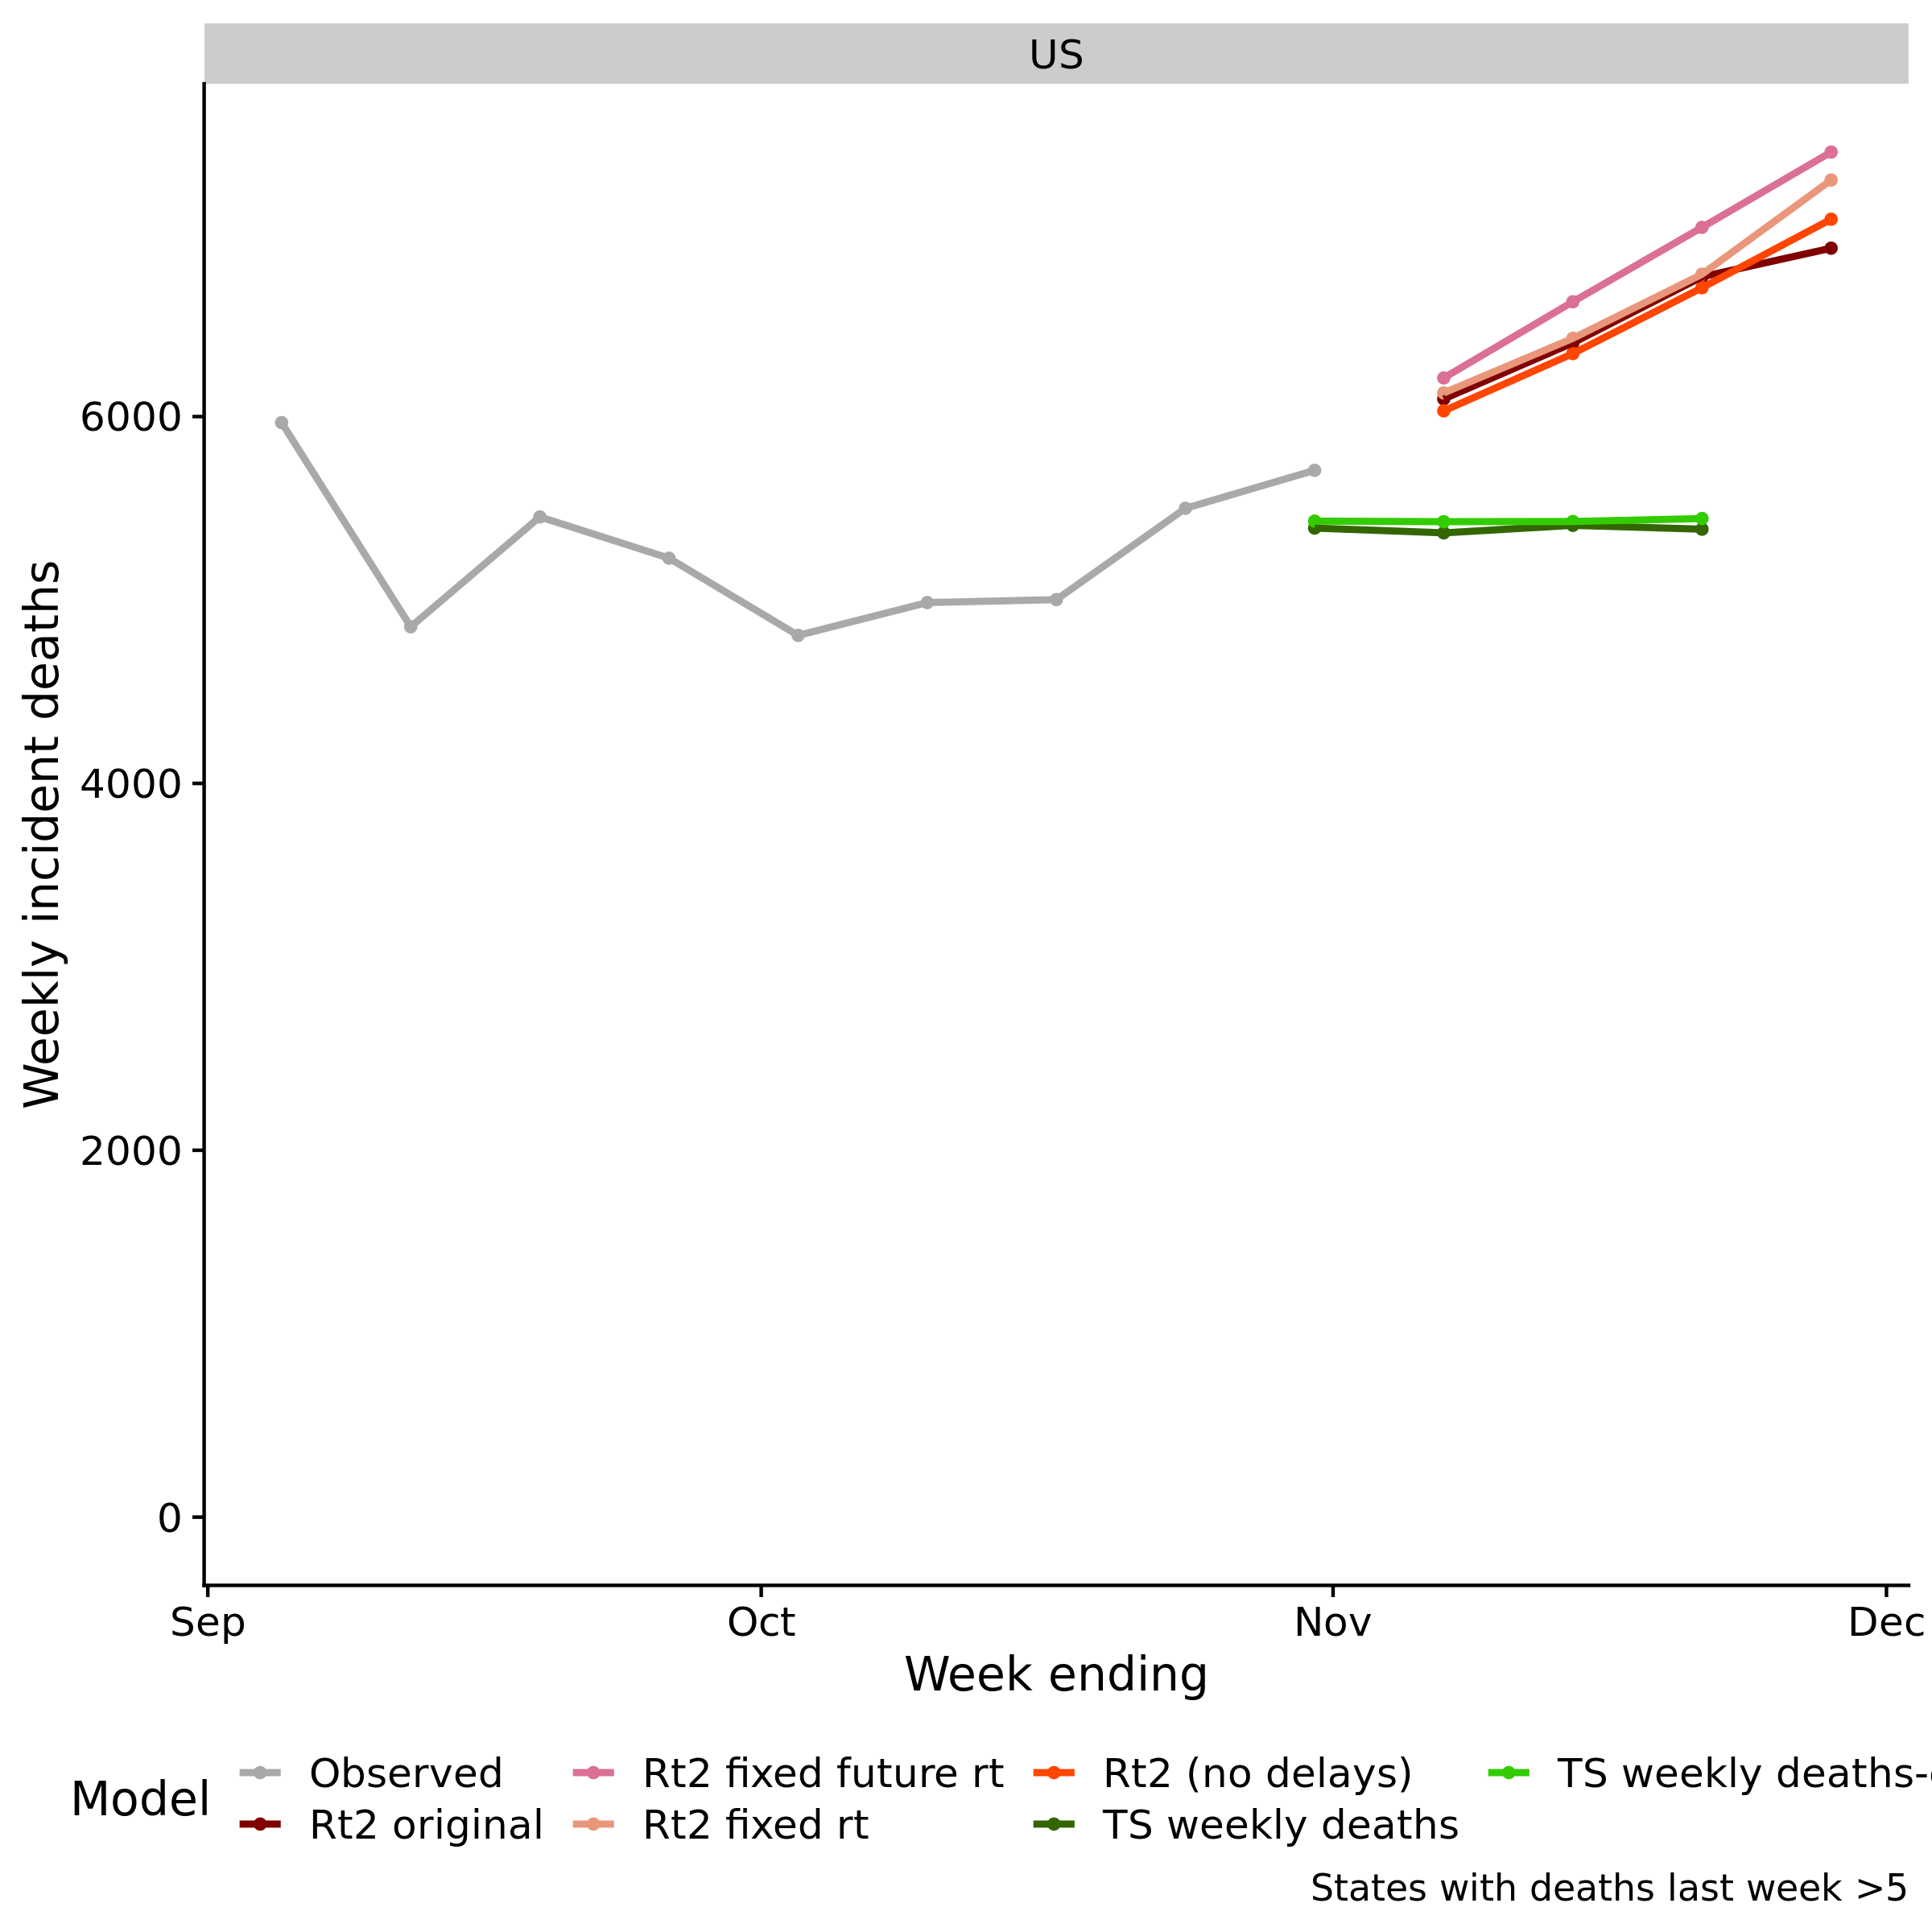 US
Weekly incident deaths
6000
4000
2000
0
Sep Oct Nov Dec
Week ending
Model
Observed Rt2 fixed future rt Rt2 (no delays) TS weekly deaths-
Rt2 original Rt2 fixed rt TS weekly deaths
States with deaths last week >5